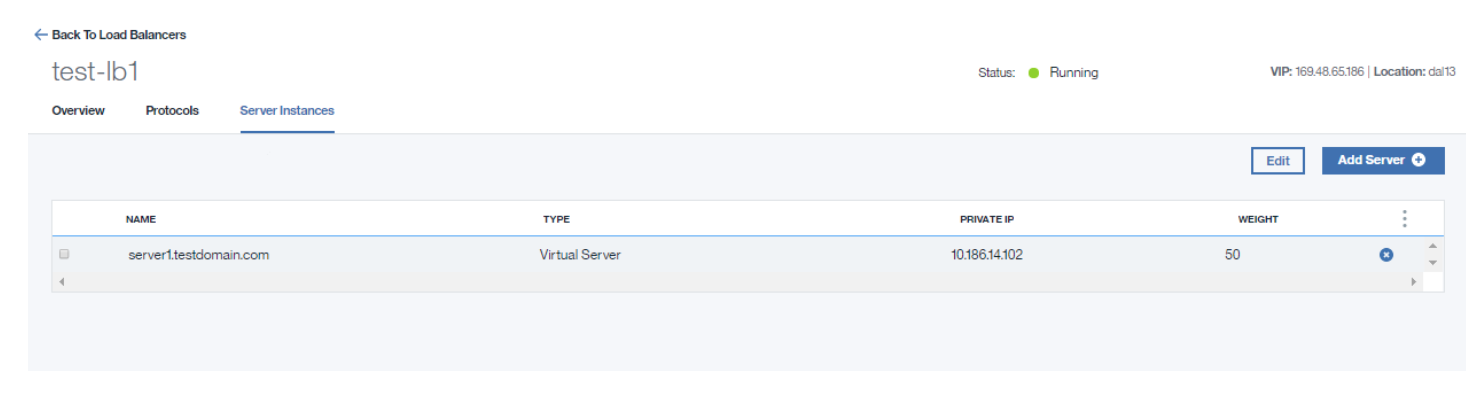 Back To Load Balancers
test-lb1
Status: Running
VIP: 169.48.65.186 | Location: dal13
Overview Protocols Server Instances
Edit Add Server
NAME TYPE PRIVATE IP WEIGHT
server1.testdomain.com Virtual Server 10.186.14.102 50